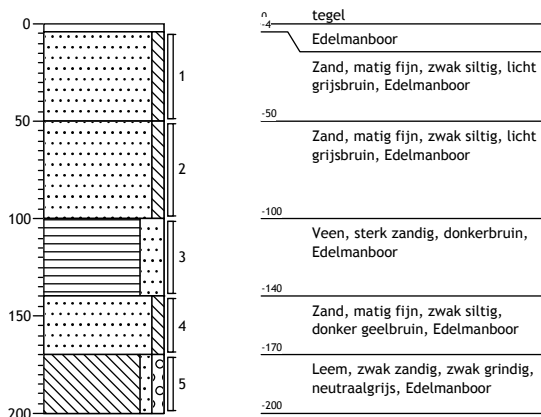 0
50
100
150
200
1
2
3
4
5
0 tegel
-4
Edelmanboor
Zand, matig fijn, zwak siltig, licht
grijsbruin, Edelmanboor
-50
Zand, matig fijn, zwak siltig, licht
grijsbruin, Edelmanboor
-100
Veen, sterk zandig, donkerbruin,
Edelmanboor
-140
Zand, matig fijn, zwak siltig,
donker geelbruin, Edelmanboor
-170
Leem, zwak zandig, zwak grindig,
neutraalgrijs, Edelmanboor
-200